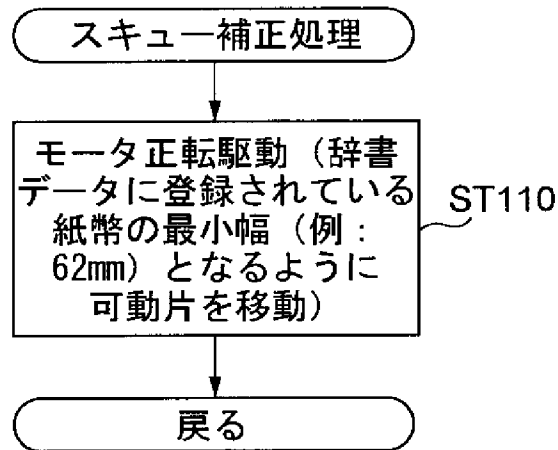 スキュー補正処理
モータ正転駆動（辞書
データに登録されている
紙幣の最小幅（例：
62mm）となるように
可動片を移動）
ST110
戻る